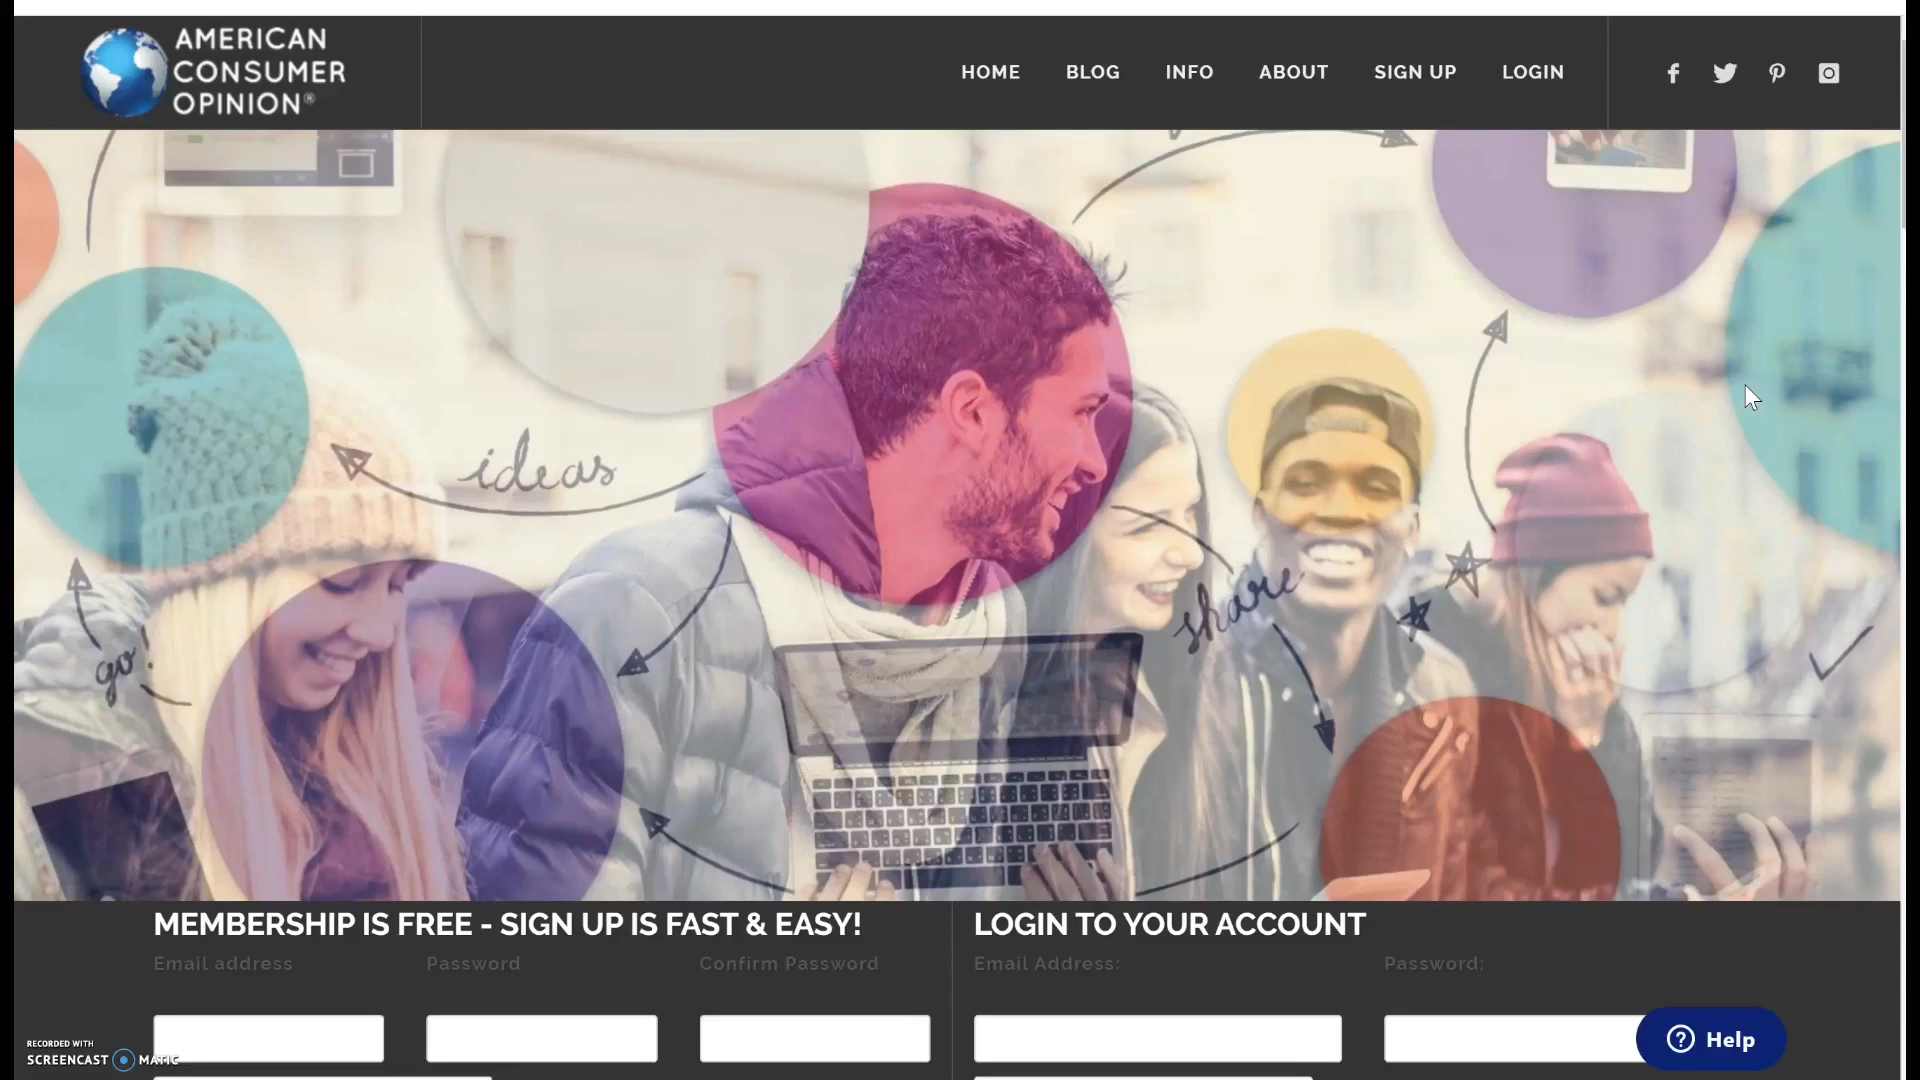 AMERICAN
CONSUMER
OPINION®
HOME BLOG INFO ABOUT SIGN UP LOGIN
ideas
share
go!
MEMBERSHIP IS FREE - SIGN UP IS FAST & EASY!
Email address Password Confirm Password
LOGIN TO YOUR ACCOUNT
Email Address: Password:
Help
RECORDED WITH
SCREENCAST MATIC